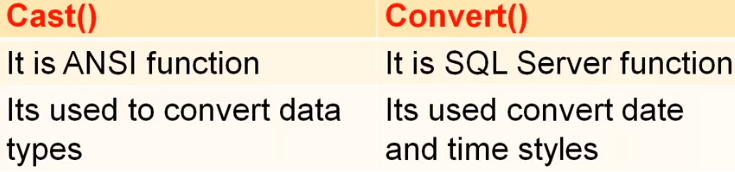 Cast()
Convert()
It is ANSI function
It is SQL Server function
Its used to convert data
types
Its used convert date
and time styles